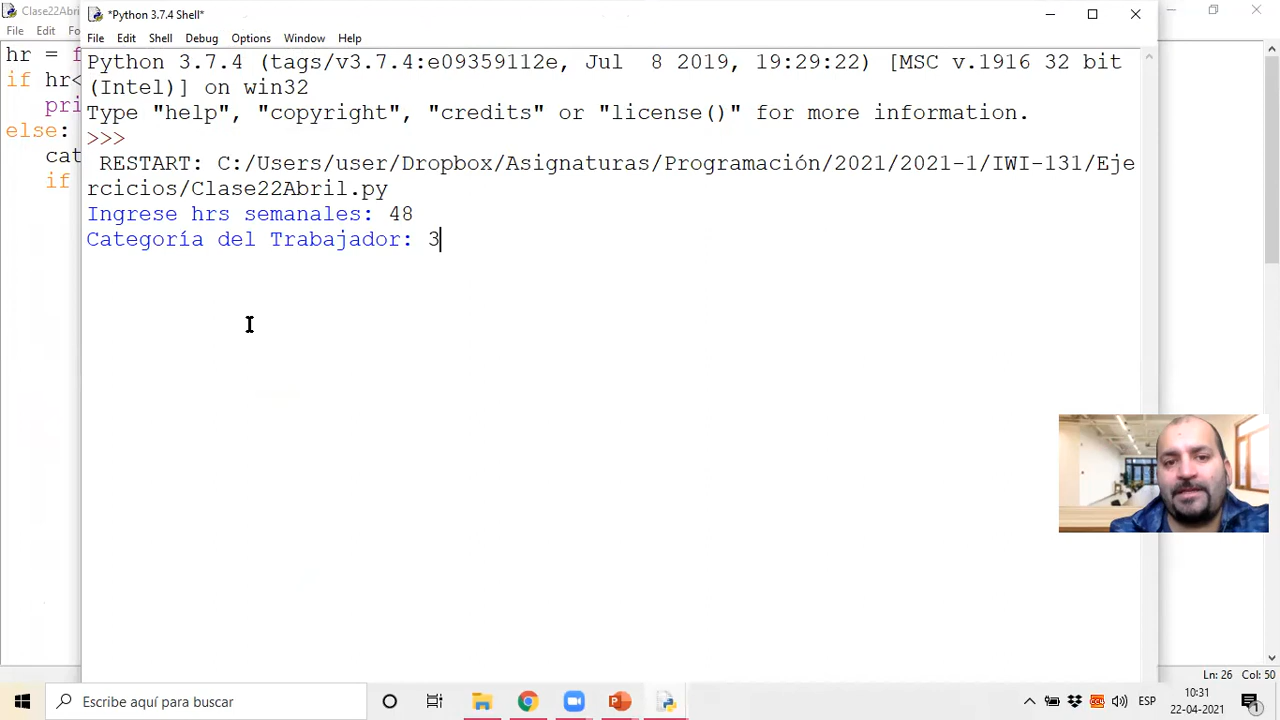 Clase22Abri
File Edit Fo
hr = f
if hr<
pri
else:
cat
if
*Python 3.7.4 Shell*
File Edit Shell Debug Options Window Help
Python 3.7.4 (tags/v3.7.4:e09359112e, Jul  8 2019, 19:29:22) [MSC v.1916 32 bit
(Intel)] on win32
Type "help", "copyright", "credits" or "license()" for more information.
>>>
RESTART: C:/Users/user/Dropbox/Asignaturas/Programación/2021/2021-1/IWI-131/Eje
rcicios/Clase22Abril.py
Ingrese hrs semanales: 48
Categoría del Trabajador: 3
Ln: 26 Col: 50
Escribe aquí para buscar
ESP
10:31
22-04-2021